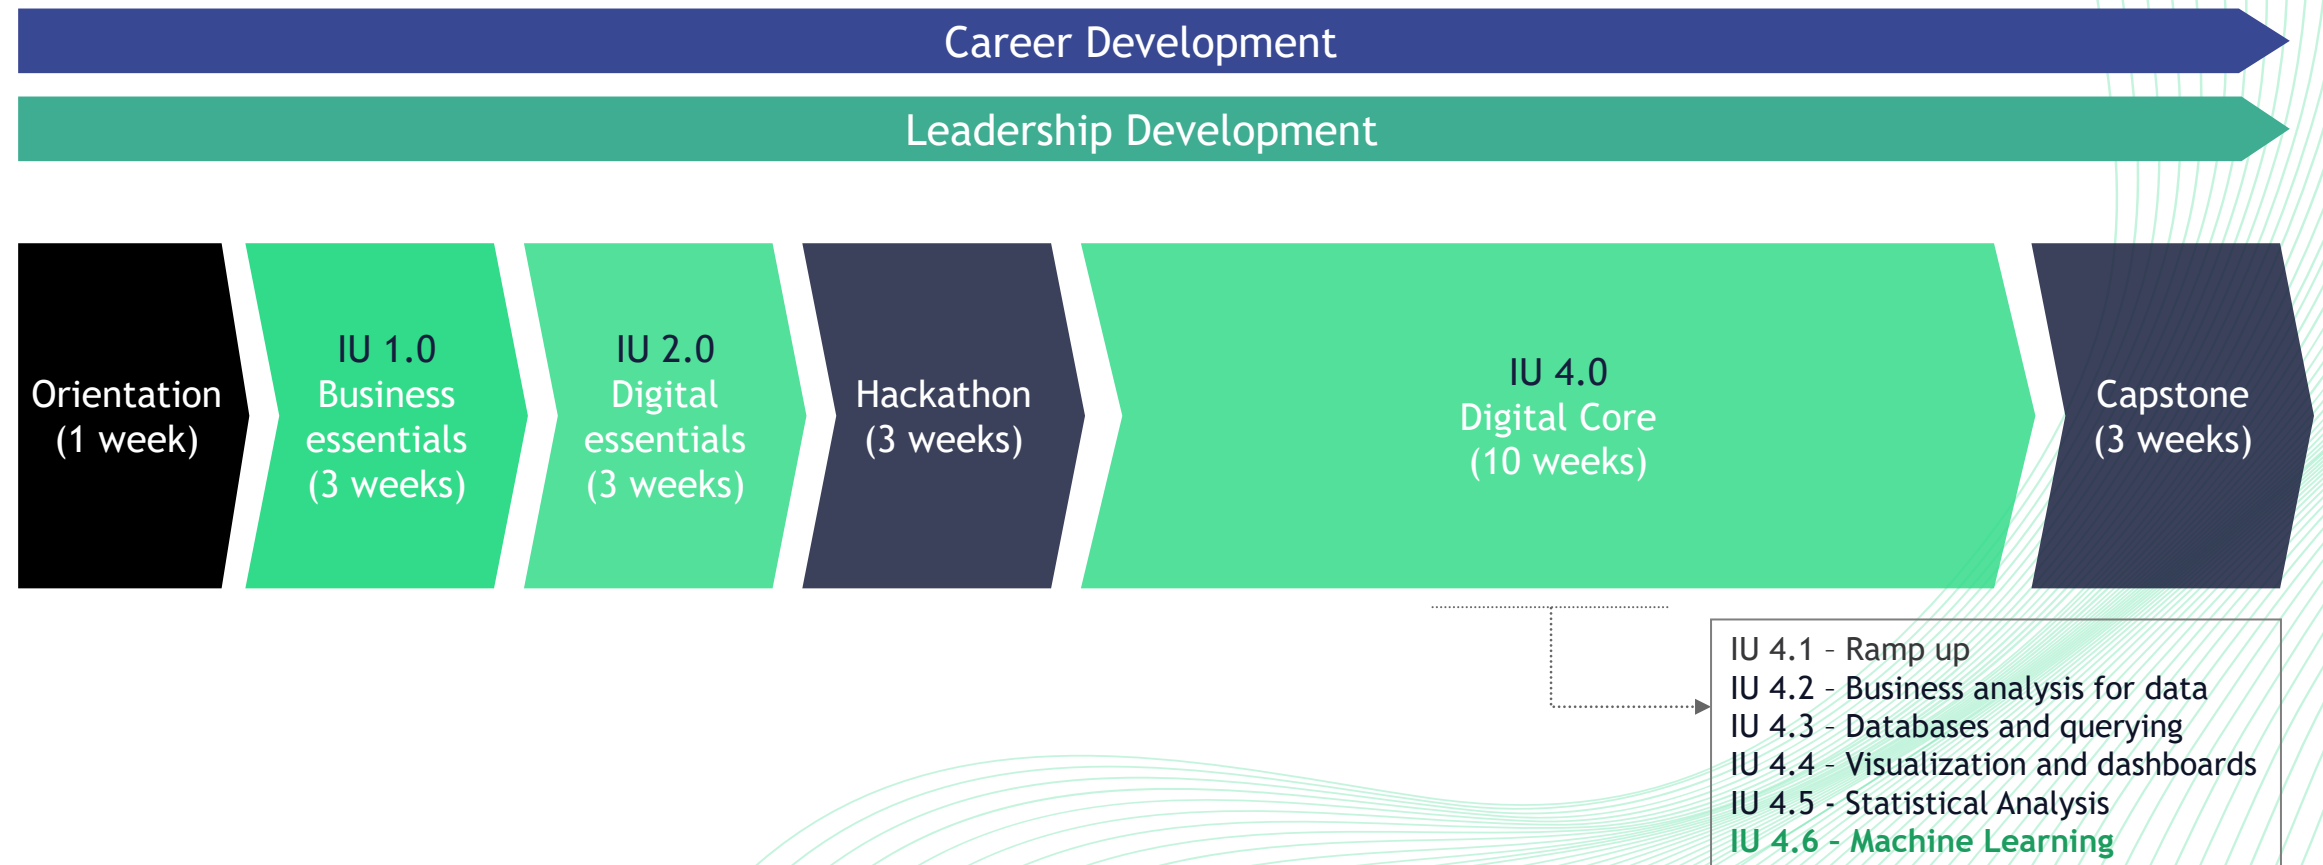 Career Development
Leadership Development
Orientation
(1 week)
IU 1.0
Business
essentials
(3 weeks)
IU 2.0
Digital
essentials
(3 weeks)
Hackathon
(3 weeks)
IU 4.0
Digital Core
(10 weeks)
Capstone
(3 weeks)
IU 4.1 – Ramp up
IU 4.2 – Business analysis for data
IU 4.3 – Databases and querying
IU 4.4 – Visualization and dashboards
IU 4.5 - Statistical Analysis
IU 4.6 – Machine Learning